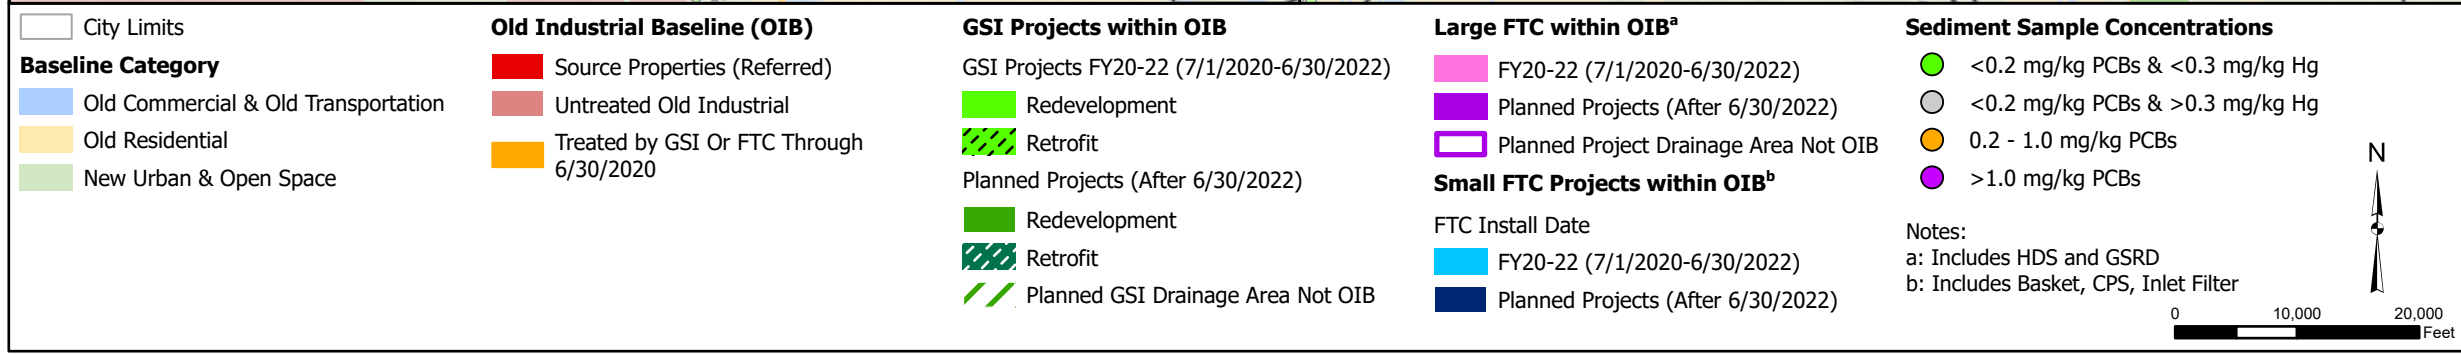 City Limits
Baseline Category
Old Commercial & Old Transportation
Old Residential
New Urban & Open Space
Old Industrial Baseline (OIB)
Source Properties (Referred)
Untreated Old Industrial
Treated by GSI Or FTC Through
6/30/2020
GSI Projects within OIB
GSI Projects FY20-22 (7/1/2020-6/30/2022)
Redevelopment
Retrofit
Planned Projects (After 6/30/2022)
Redevelopment
Retrofit
Planned GSI Drainage Area Not OIB
Large FTC within OIBa
FY20-22 (7/1/2020-6/30/2022)
Planned Projects (After 6/30/2022)
Planned Project Drainage Area Not OIB
Small FTC Projects within OIBb
FTC Install Date
FY20-22 (7/1/2020-6/30/2022)
Planned Projects (After 6/30/2022)
Sediment Sample Concentrations
<0.2 mg/kg PCBs & <0.3 mg/kg Hg
<0.2 mg/kg PCBs & >0.3 mg/kg Hg
0.2 - 1.0 mg/kg PCBs
>1.0 mg/kg PCBs
Notes:
a: Includes HDS and GSRD
b: Includes Basket, CPS, Inlet Filter
N
0 10,000 20,000
Feet